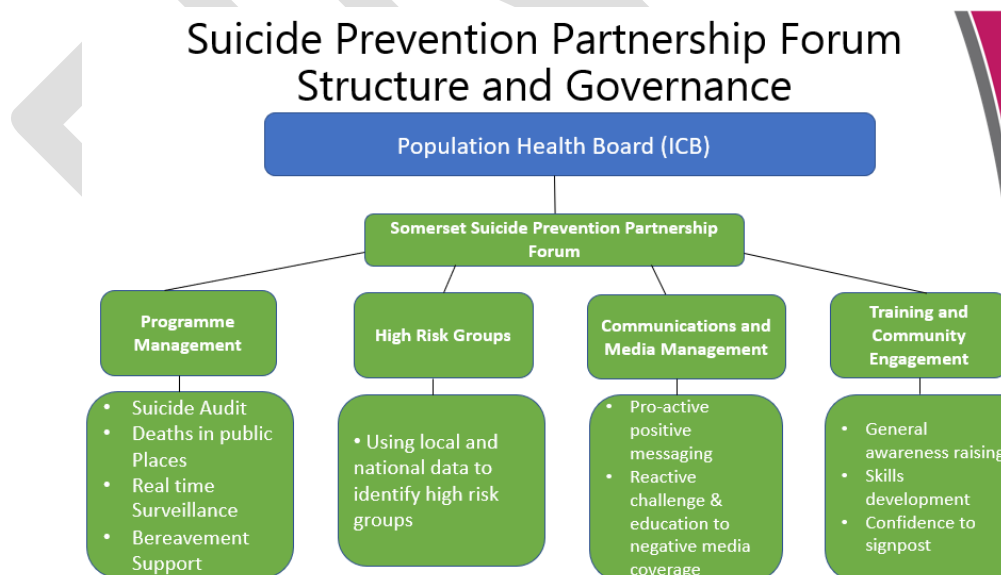 Suicide Prevention Partnership Forum
Structure and Governance
Population Health Board (ICB)
Somerset Suicide Prevention Partnership
Forum
Programme
Management
High Risk Groups
Communications and
Media Management
Training and
Community
Engagement
• Suicide Audit
• Deaths in public
Places
• Real time
Surveillance
• Bereavement
Support
• Using local and
national data to
identify high risk
groups
• Pro-active
positive
messaging
• Reactive
challenge &
education to
negative media
coverage
• General
awareness raising
• Skills
development
• Confidence to
signpost